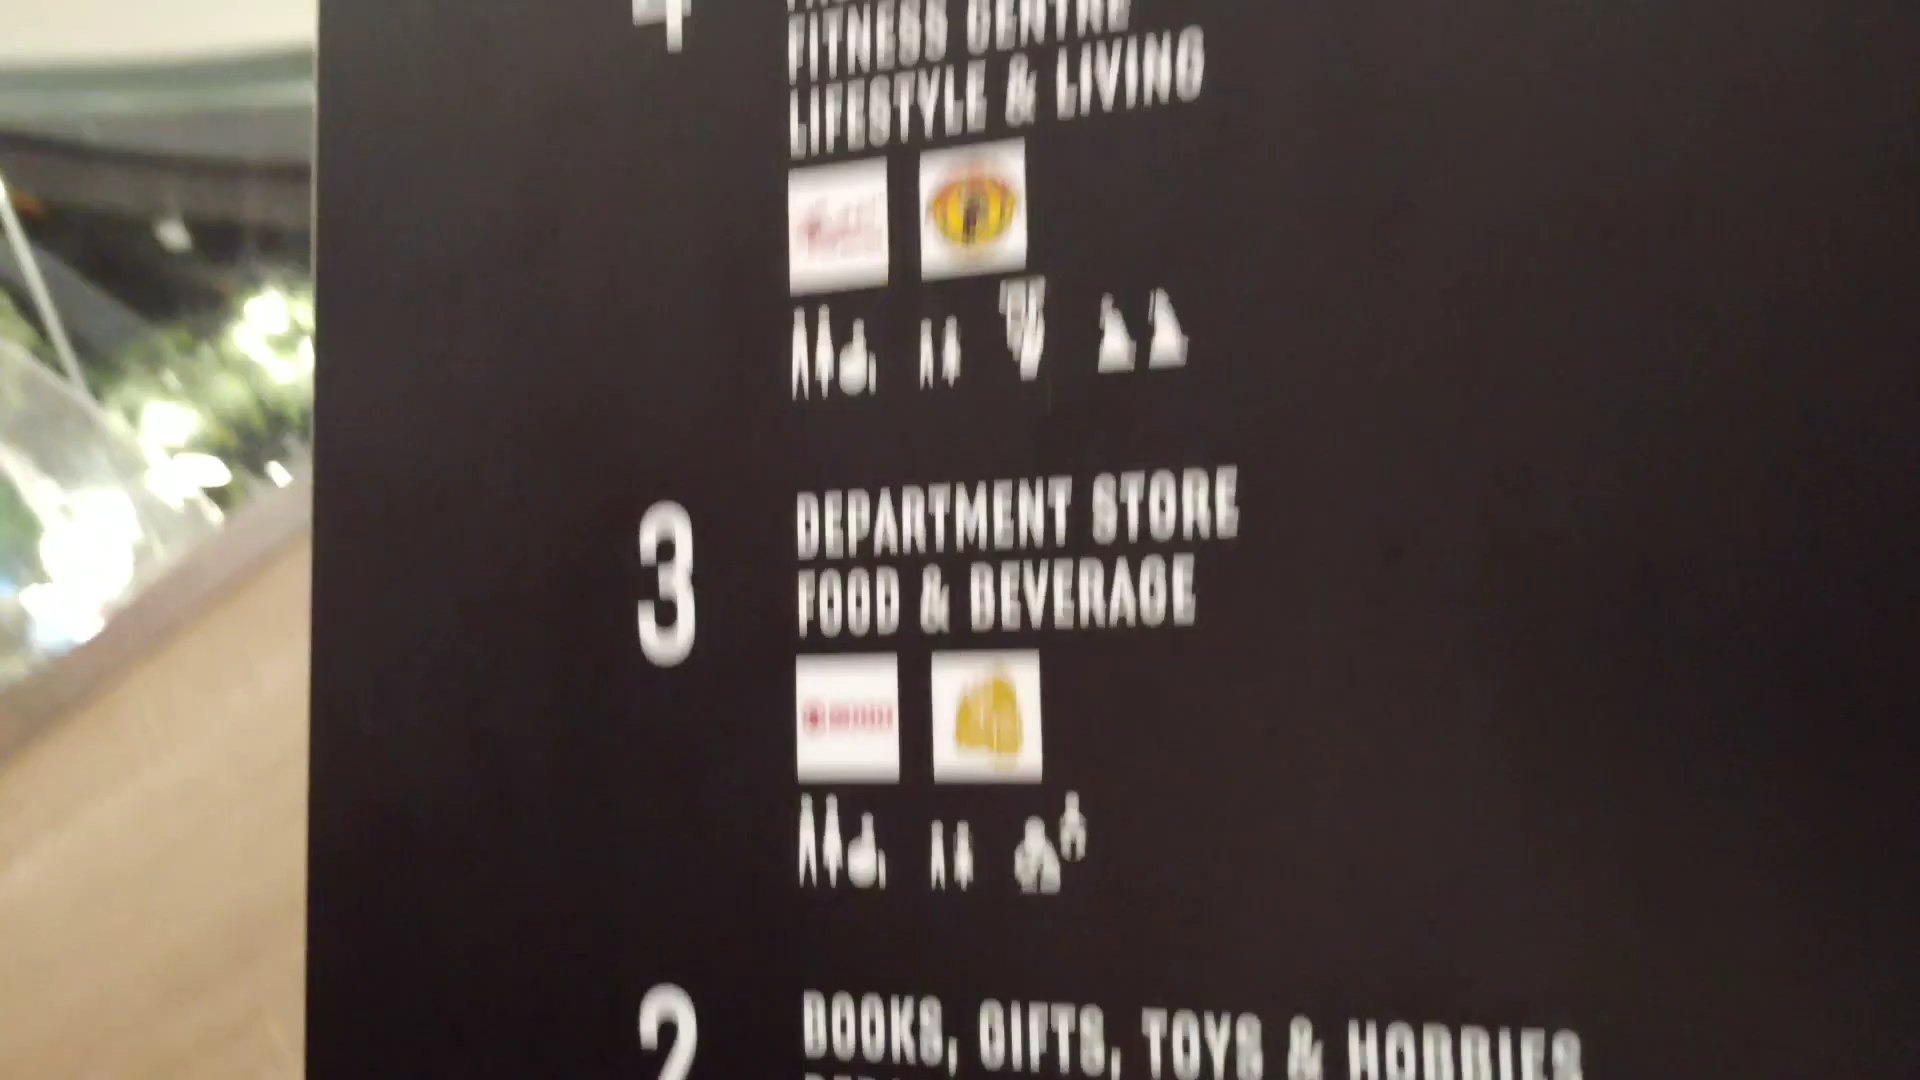 4
FITNESS CENTRE
LIFESTYLE & LIVING
3
DEPARTMENT STORE
FOOD & BEVERAGE
2
BOOKS, GIFTS, TOYS & HOBBIES